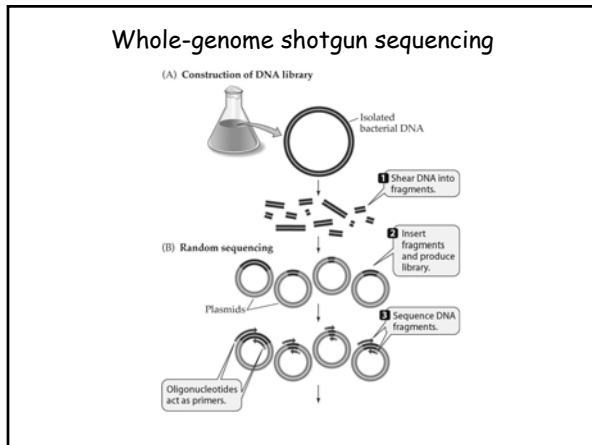 Whole-genome shotgun sequencing
(A) Construction of DNA library
Isolated
bacterial DNA
1 Shear DNA into
fragments.
2 Insert
fragments
and produce
library.
(B) Random sequencing
Plasmids
3 Sequence DNA
fragments.
Oligonucleotides
act as primers.